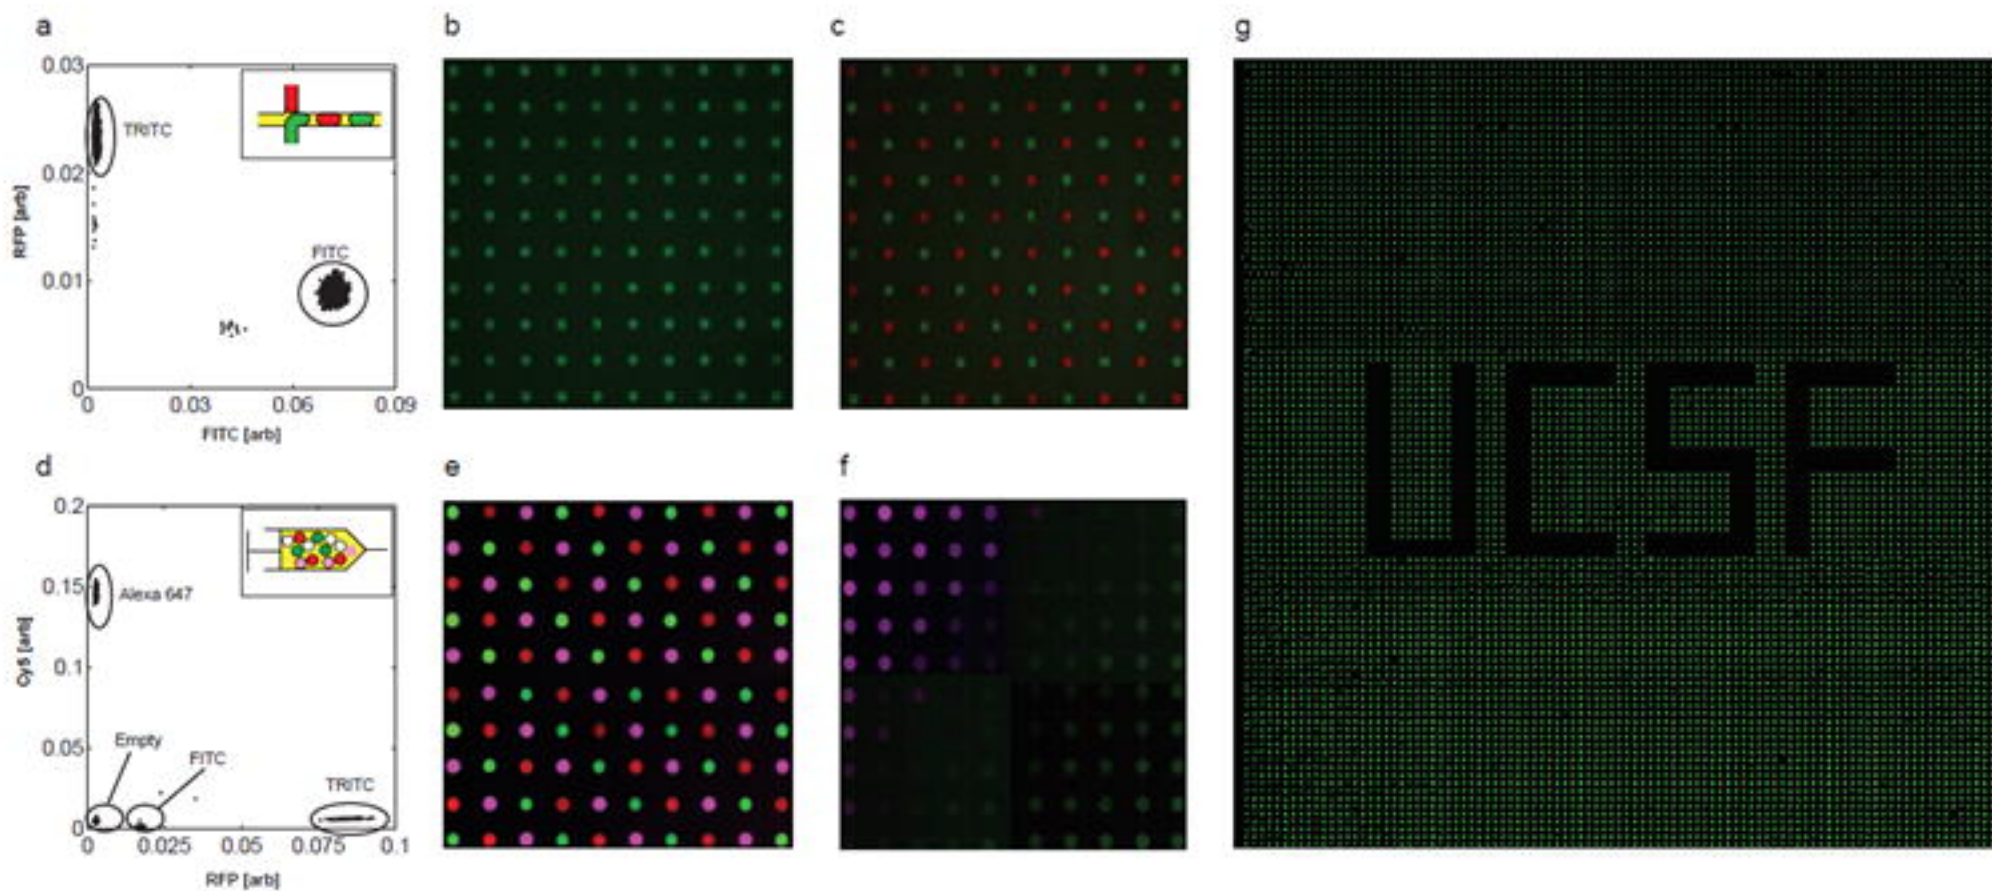 a
0.03
0.02
0.01
0
RFP [arb]
TRITC
FITC
0
0.03
0.06
0.09
FITC [arb]
b
c
d
0.2
0.15
0.1
0.05
0
Cy5 [arb]
Alexa 647
Empty
FITC
TRITC
0
0.025
0.05
0.075
0.1
RFP [arb]
e
f
g
UCSF